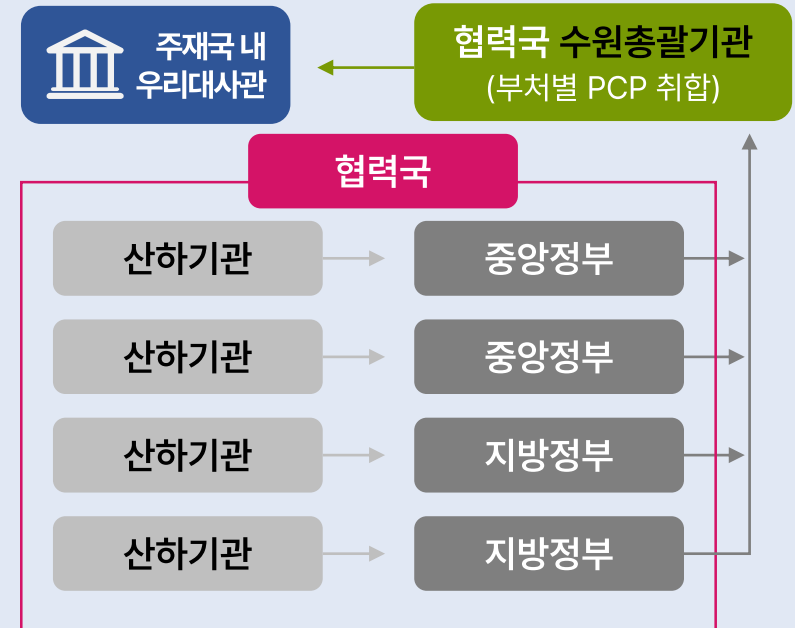 주재국 내
우리대사관
협력국 수원총괄기관
(부처별 PCP 취합)
협력국
산하기관
중앙정부
산하기관
중앙정부
산하기관
지방정부
산하기관
지방정부